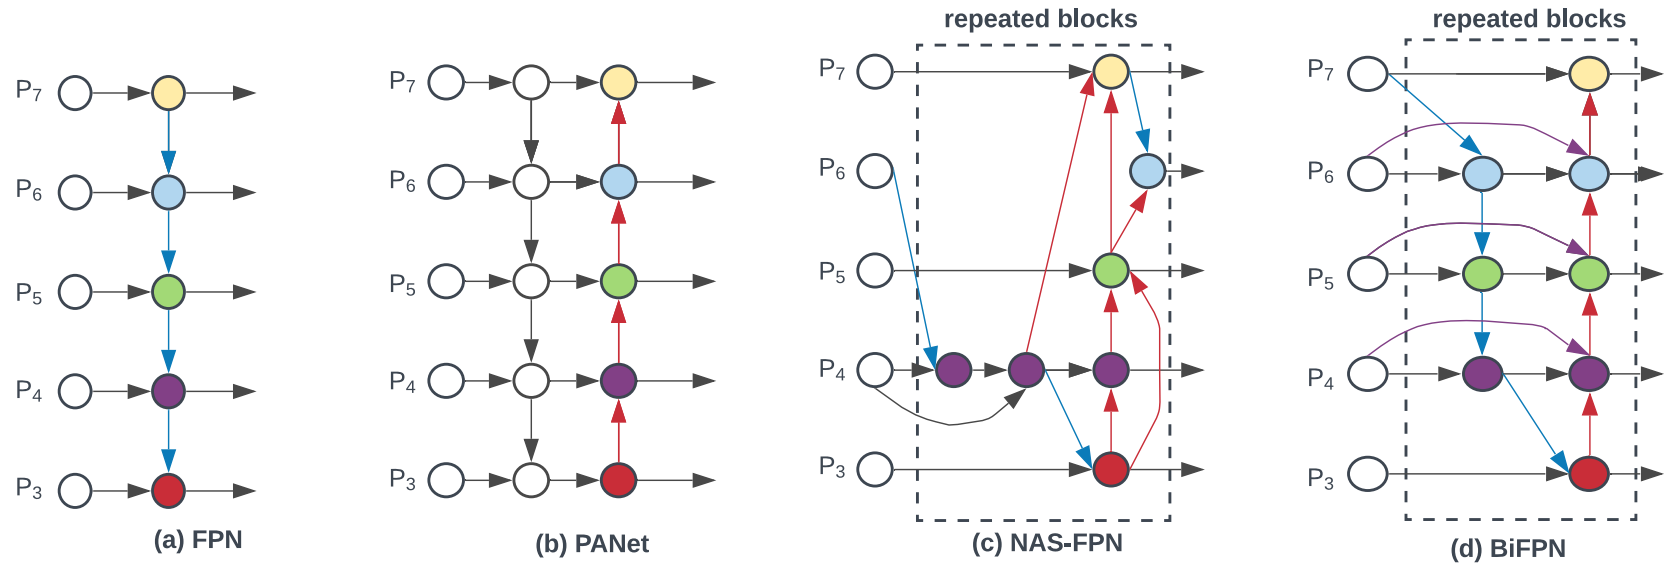 repeated blocks
repeated blocks
P7
P6
P5
P4
P3
(a) FPN
P7
P6
P5
P4
P3
(b) PANet
P7
P6
P5
P4
P3
(c) NAS-FPN
P7
P6
P5
P4
P3
(d) BiFPN